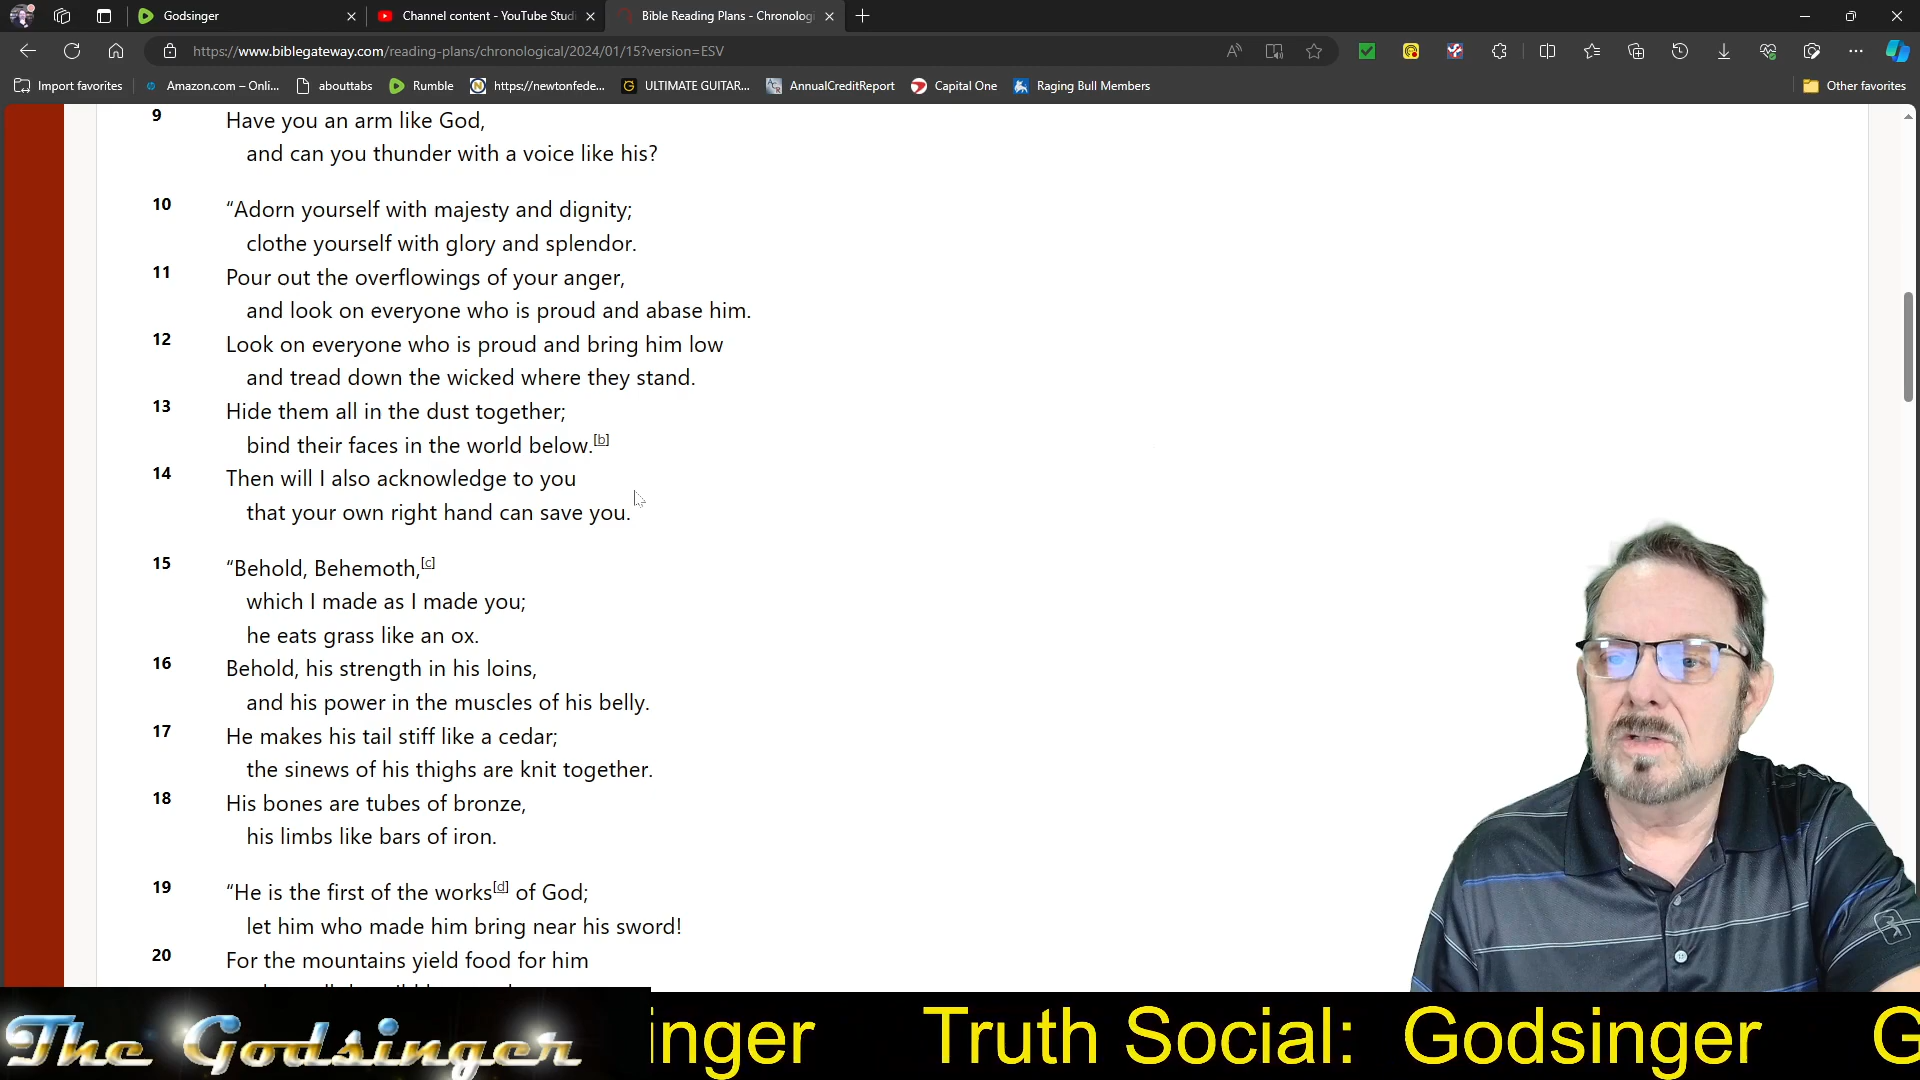 Godsinger
Channel content - YouTube Studi
Bible Reading Plans - Chronolog
https://www.biblegateway.com/reading-plans/chronological/2024/01/15?version=ESV
Import favorites
Amazon.com – Onli...
abouttabs
Rumble
https://newtonfede...
ULTIMATE GUITAR...
AnnualCreditReport
Capital One
Raging Bull Members
Other favorites
9 Have you an arm like God,
and can you thunder with a voice like his?
10 “Adorn yourself with majesty and dignity;
clothe yourself with glory and splendor.
11 Pour out the overflowings of your anger,
and look on everyone who is proud and abase him.
12 Look on everyone who is proud and bring him low
and tread down the wicked where they stand.
13 Hide them all in the dust together;
bind their faces in the world below.[b]
14 Then will I also acknowledge to you
that your own right hand can save you.
15 “Behold, Behemoth,[c]
which I made as I made you;
he eats grass like an ox.
16 Behold, his strength in his loins,
and his power in the muscles of his belly.
17 He makes his tail stiff like a cedar;
the sinews of his thighs are knit together.
18 His bones are tubes of bronze,
his limbs like bars of iron.
19 “He is the first of the works[d] of God;
let him who made him bring near his sword!
20 For the mountains yield food for him
The Godsinger
inger Truth Social: Godsinger G